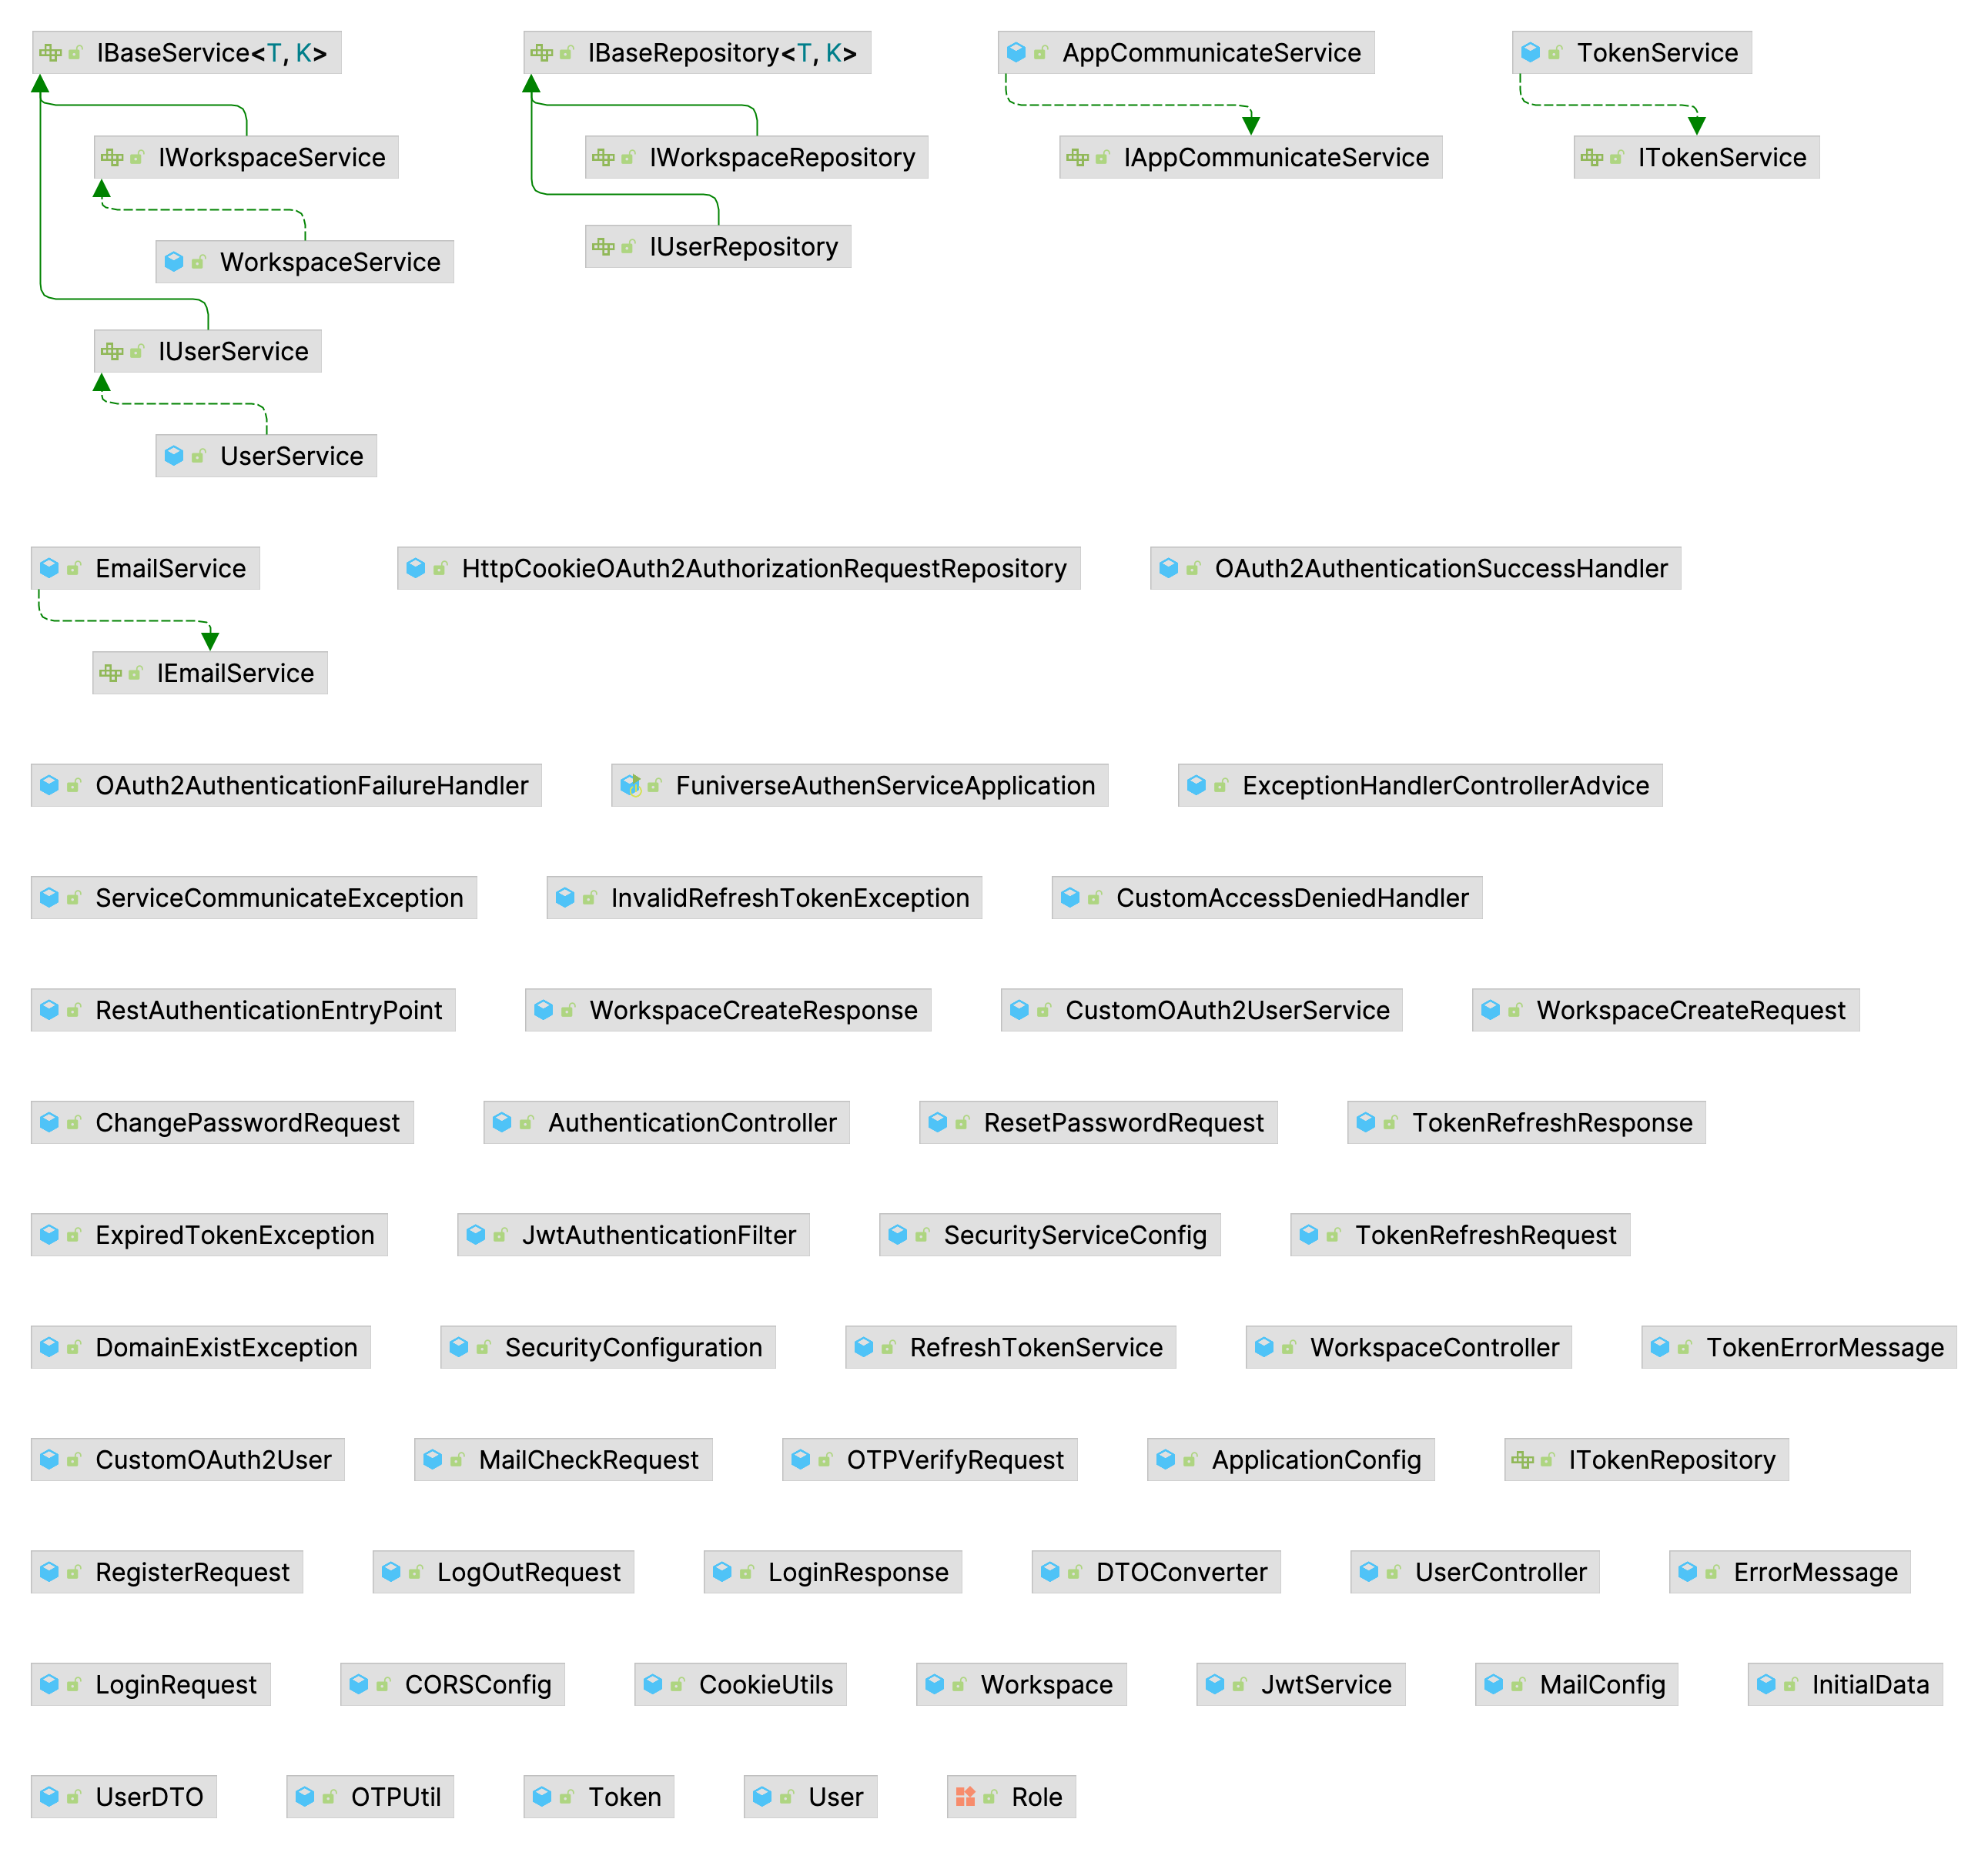 IBaseService<T, K>
IBaseRepository<T, K>
AppCommunicateService
TokenService
IWorkspaceService
IWorkspaceRepository
IAppCommunicateService
ITokenService
WorkspaceService
IUserRepository
IUserService
UserService
EmailService
HttpCookieOAuth2AuthorizationRequestRepository
OAuth2AuthenticationSuccessHandler
IEmailService
OAuth2AuthenticationFailureHandler
FuniverseAuthenServiceApplication
ExceptionHandlerControllerAdvice
ServiceCommunicateException
InvalidRefreshTokenException
CustomAccessDeniedHandler
RestAuthenticationEntryPoint
WorkspaceCreateResponse
CustomOAuth2UserService
WorkspaceCreateRequest
ChangePasswordRequest
AuthenticationController
ResetPasswordRequest
TokenRefreshResponse
ExpiredTokenException
JwtAuthenticationFilter
SecurityServiceConfig
TokenRefreshRequest
DomainExistException
SecurityConfiguration
RefreshTokenService
WorkspaceController
TokenErrorMessage
CustomOAuth2User
MailCheckRequest
OTPVerifyRequest
ApplicationConfig
ITokenRepository
RegisterRequest
LogOutRequest
LoginResponse
DTOConverter
UserController
ErrorMessage
LoginRequest
CORSConfig
CookieUtils
Workspace
JwtService
MailConfig
InitialData
UserDTO
OTPUtil
Token
User
Role